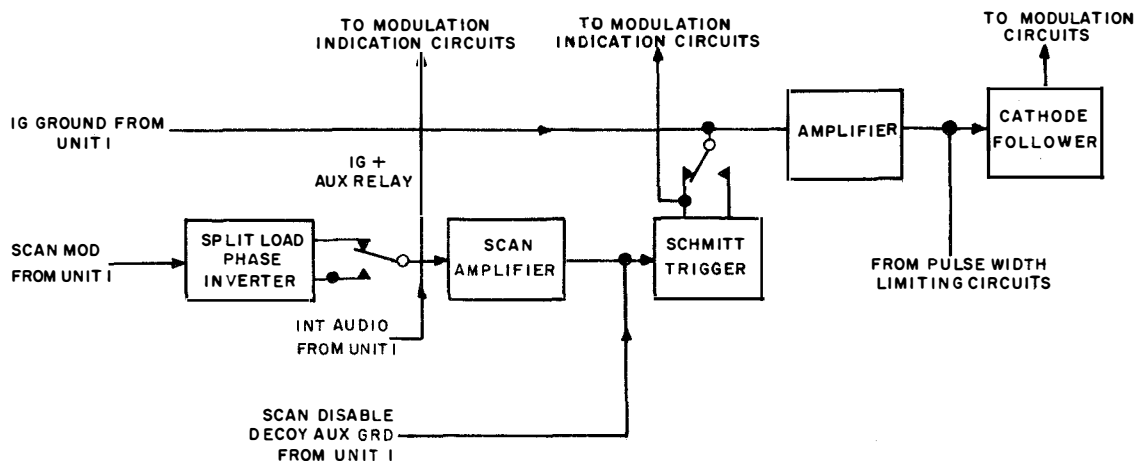 TO MODULATION
INDICATION CIRCUITS
TO MODULATION
INDICATION CIRCUITS
TO MODULATION
CIRCUITS
IG GROUND FROM
UNIT I
AMPLIFIER
CATHODE
FOLLOWER
IG +
AUX RELAY
SCAN MOD
FROM UNIT I
SPLIT LOAD
PHASE
INVERTER
SCAN
AMPLIFIER
SCHMITT
TRIGGER
FROM PULSE WIDTH
LIMITING CIRCUITS
INT AUDIO
FROM UNIT I
SCAN DISABLE
DECOY AUX GRD
FROM UNIT I